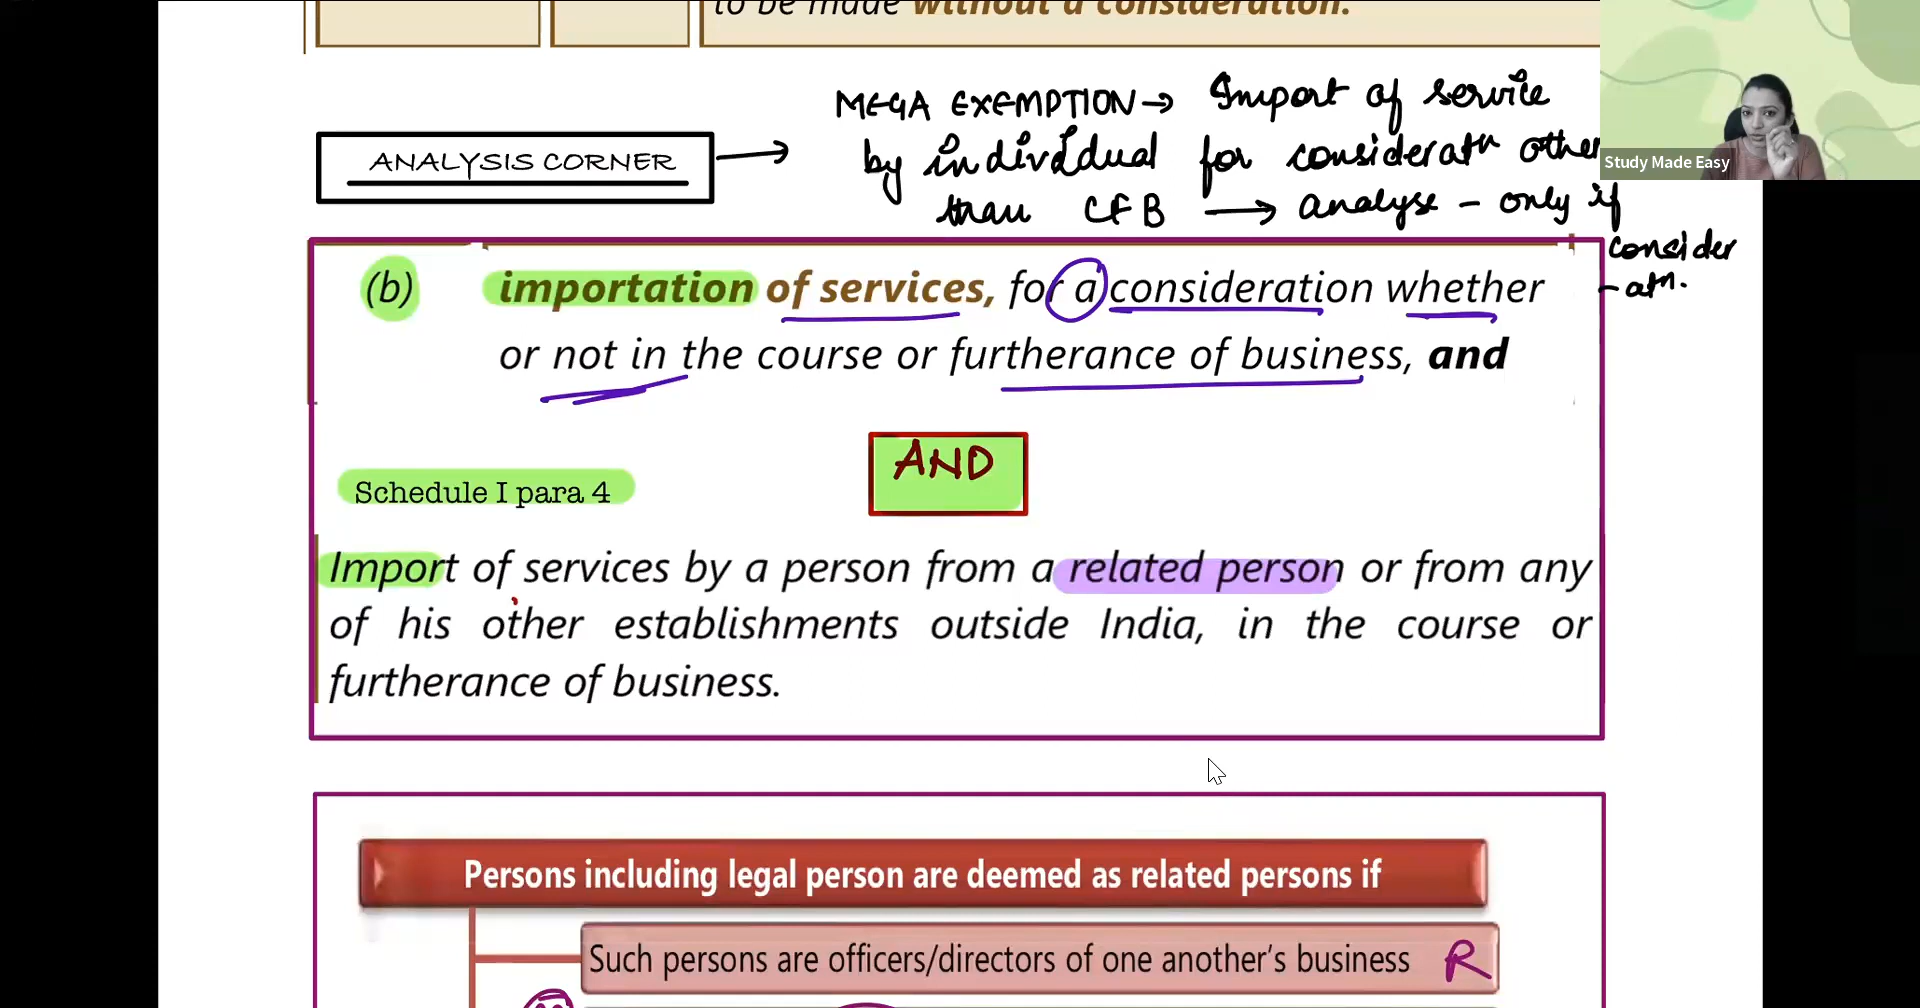 to be made without a consideration.
MEGA EXEMPTION → Import of service
ANALYSIS CORNER
by individual for consideratn other
Study Made Easy
than CFB → analyse - only if
consider
- atn.
(b) importation of services, for a consideration whether
or not in the course or furtherance of business, and
AND
Schedule I para 4
Import of services by a person from a related person or from any
of his other establishments outside India, in the course or
furtherance of business.
Persons including legal person are deemed as related persons if
Such persons are officers/directors of one another's business R